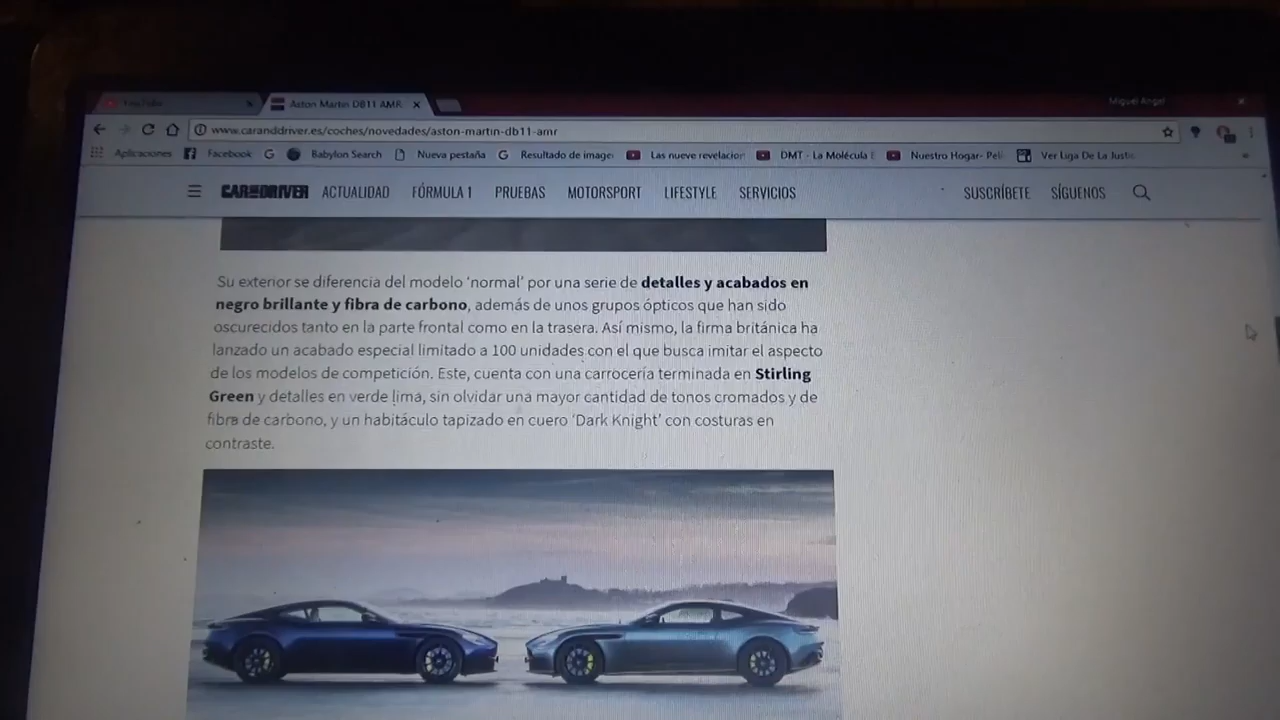 YouTube
Aston Martin DB11 AMR
Miguel Angel
www.caranddriver.es/coches/novedades/aston-martin-db11-amr
Aplicaciones Facebook Babylon Search Nueva pestaña Resultado de image Las nueve revelacion DMT - La Molécula E Nuestro Hogar- Peli Ver Liga De La Justic
CAR AND DRIVER ACTUALIDAD FÓRMULA 1 PRUEBAS MOTORSPORT LIFESTYLE SERVICIOS SUSCRÍBETE SÍGUENOS
Su exterior se diferencia del modelo ‘normal’ por una serie de detalles y acabados en
negro brillante y fibra de carbono, además de unos grupos ópticos que han sido
oscurecidos tanto en la parte frontal como en la trasera. Así mismo, la firma británica ha
lanzado un acabado especial limitado a 100 unidades con el que busca imitar el aspecto
de los modelos de competición. Este, cuenta con una carrocería terminada en Stirling
Green y detalles en verde lima, sin olvidar una mayor cantidad de tonos cromados y de
fibra de carbono, y un habitáculo tapizado en cuero ‘Dark Knight’ con costuras en
contraste.